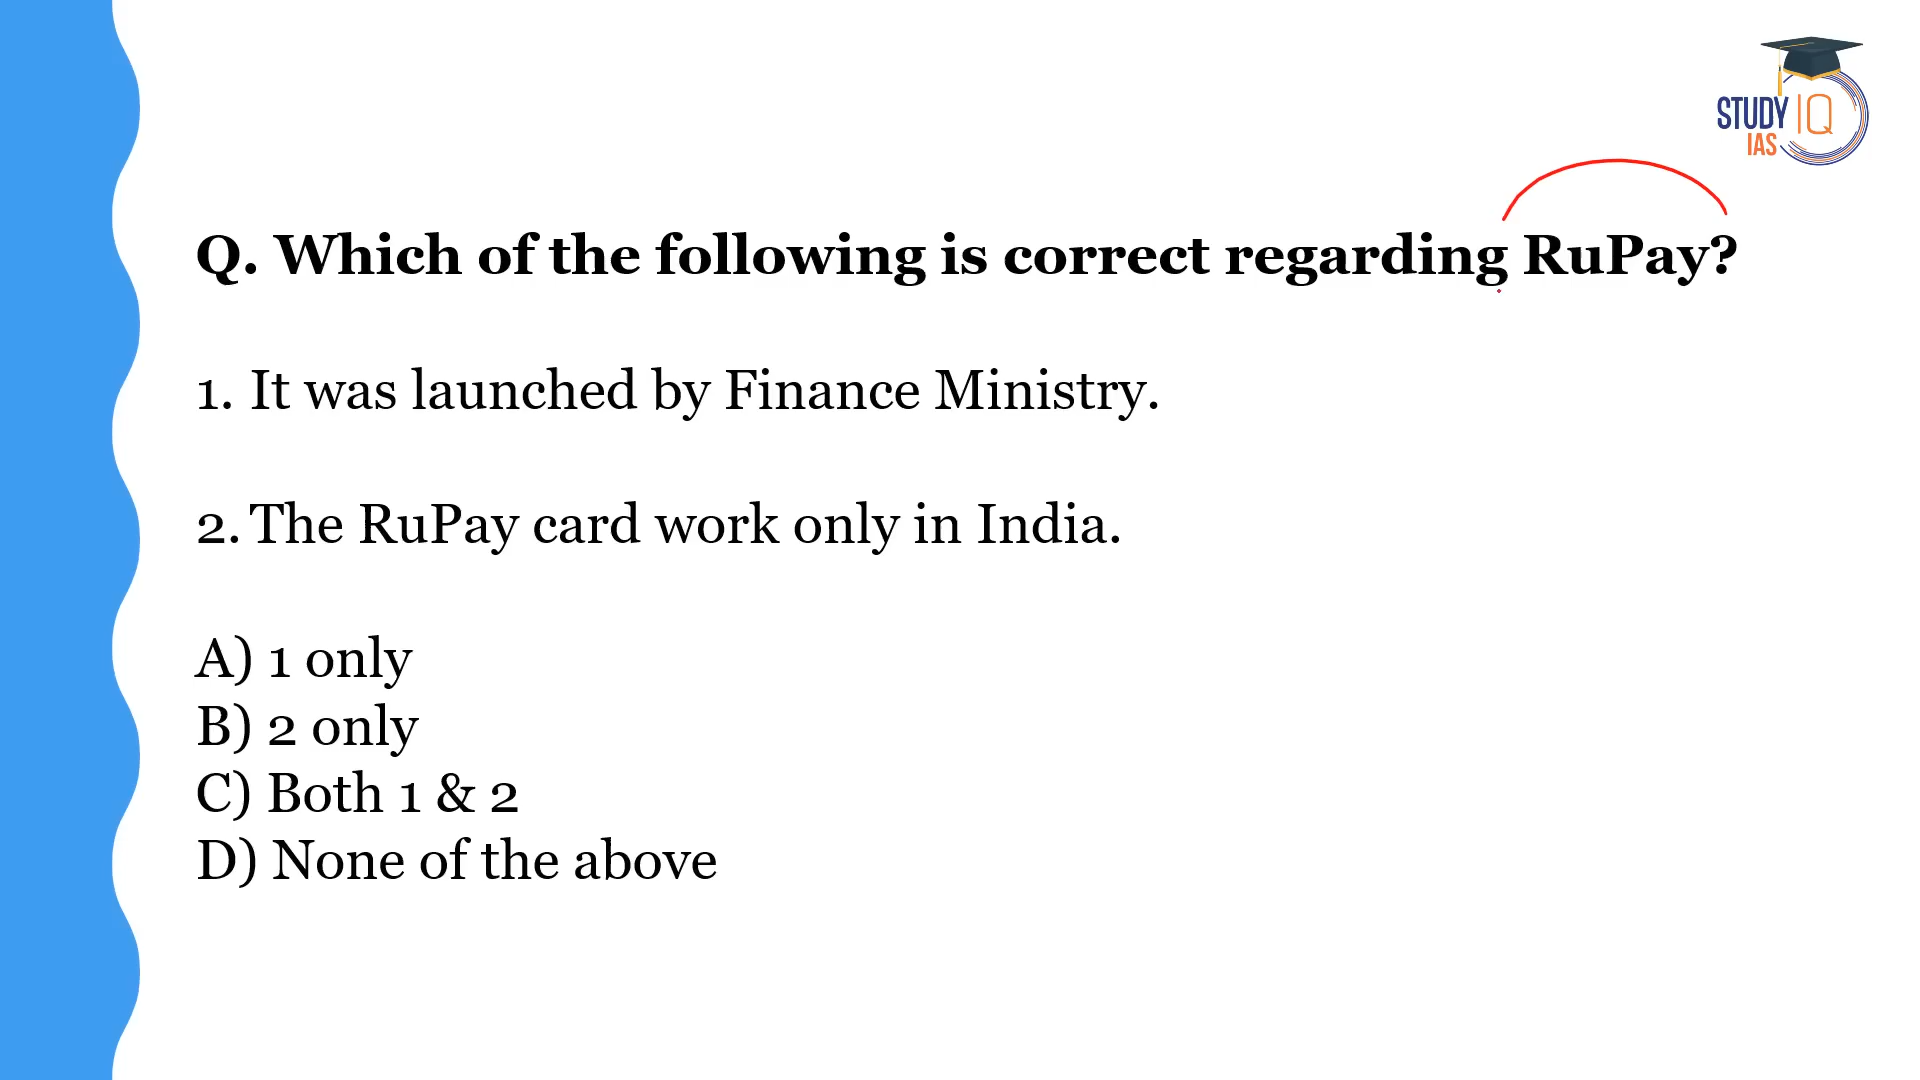 STUDY IQ
IAS
Q. Which of the following is correct regarding RuPay?
1. It was launched by Finance Ministry.
2. The RuPay card work only in India.
A) 1 only
B) 2 only
C) Both 1 & 2
D) None of the above